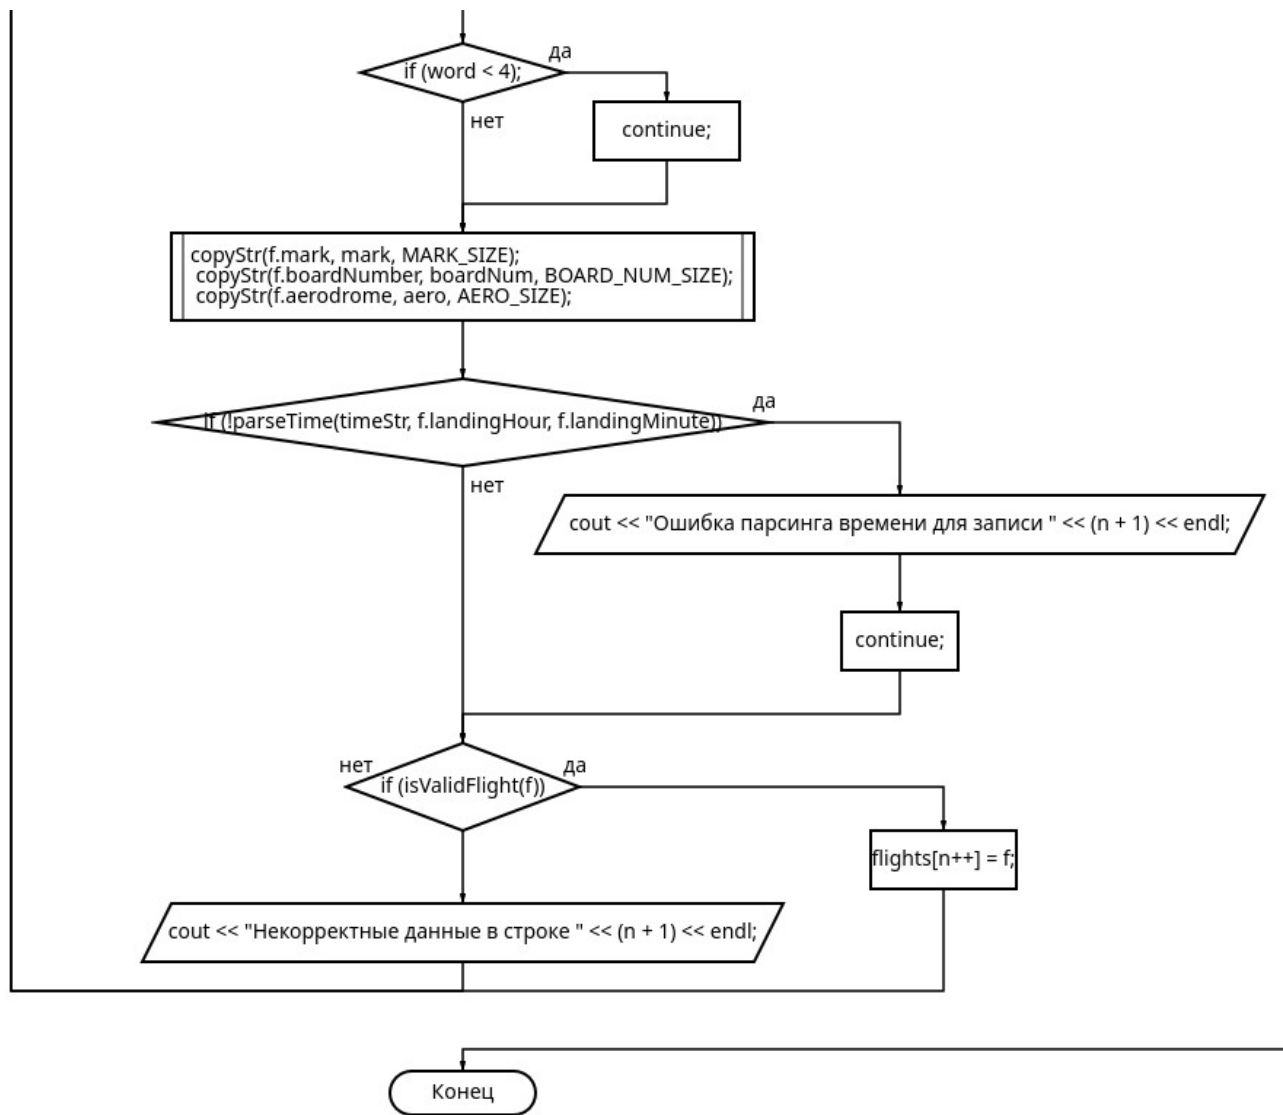 да
if (word < 4);
нет
continue;
copyStr(f.mark, mark, MARK_SIZE);
copyStr(f.boardNumber, boardNum, BOARD_NUM_SIZE);
copyStr(f.aerodrome, aero, AERO_SIZE);
да
if (!parseTime(timeStr, f.landingHour, f.landingMinute))
нет
cout << "Ошибка парсинга времени для записи " << (n + 1) << endl;
continue;
нет
да
if (isValidFlight(f))
flights[n++] = f;
cout << "Некорректные данные в строке " << (n + 1) << endl;
Конец